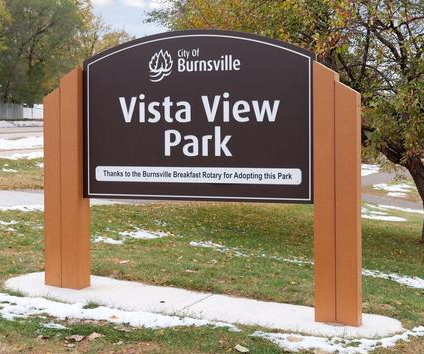 City Of
Burnsville
Vista View
Park
Thanks to the Burnsville Breakfast Rotary for Adopting this Park